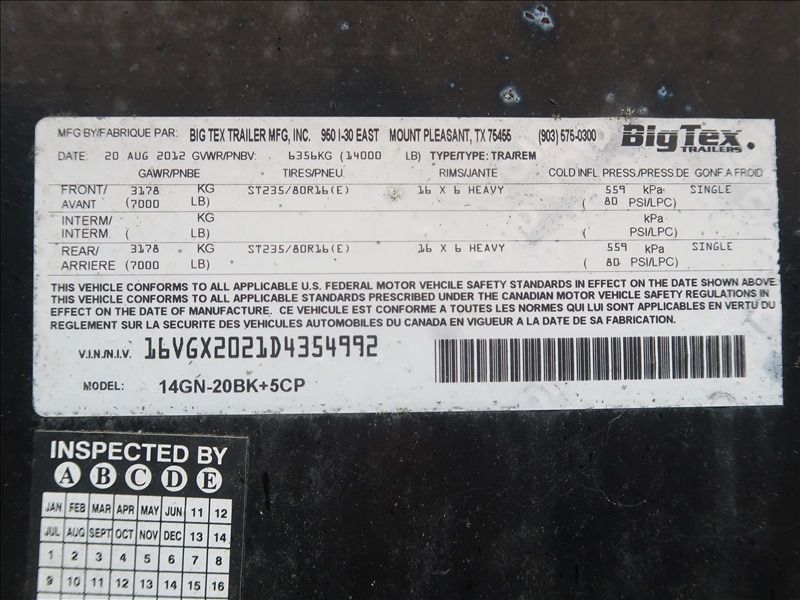 MFG BY/FABRIQUE PAR: BIG TEX TRAILER MFG, INC. 950 I-30 EAST MOUNT PLEASANT, TX 75455 (903) 575-0300 Big Tex TRAILERS
DATE: 20 AUG 2012 GVWR/PNBV: 6356KG (14000 LB) TYPE/TYPE: TRA/REM
GAWR/PNBE TIRES/PNEU. RIMS/JANTE COLD INFL. PRESS./PRESS.DE GONF.A FROID
FRONT/ 3178 KG ST235/80R16(E) 16 X 6 HEAVY 559 kPa SINGLE
AVANT (7000 LB) ( 80 PSI/LPC)
INTERM/ KG kPa
INTERM. ( LB) ( PSI/LPC)
REAR/ 3178 KG ST235/80R16(E) 16 X 6 HEAVY 559 kPa SINGLE
ARRIERE (7000 LB) ( 80 PSI/LPC)
THIS VEHICLE CONFORMS TO ALL APPLICABLE U.S. FEDERAL MOTOR VEHCILE SAFETY STANDARDS IN EFFECT ON THE DATE SHOWN ABOVE.
THIS VEHICLE CONFORMS TO ALL APPLICABLE STANDARDS PRESCRIBED UNDER THE CANADIAN MOTOR VEHICLE SAFETY REGULATIONS IN
EFFECT ON THE DATE OF MANUFACTURE. CE VEHICULE EST CONFORME A TOUTES LES NORMES QUI LUI SONT APPLICABLES EN VERTU DU
REGLEMENT SUR LA SECURITE DES VEHICULES AUTOMOBILES DU CANADA EN VIGUEUR A LA DATE DE SA FABRICATION.
V.I.N./N.I.V. 16VGX2021D4354992
MODEL: 14GN-20BK+5CP
INSPECTED BY
A B C D E
JAN FEB MAR APR MAY JUN 11 12
JUL AUG SEPT OCT NOV DEC 13 14
1 2 3 4 5 6 7 8
9 10 11 12 13 14 15 16